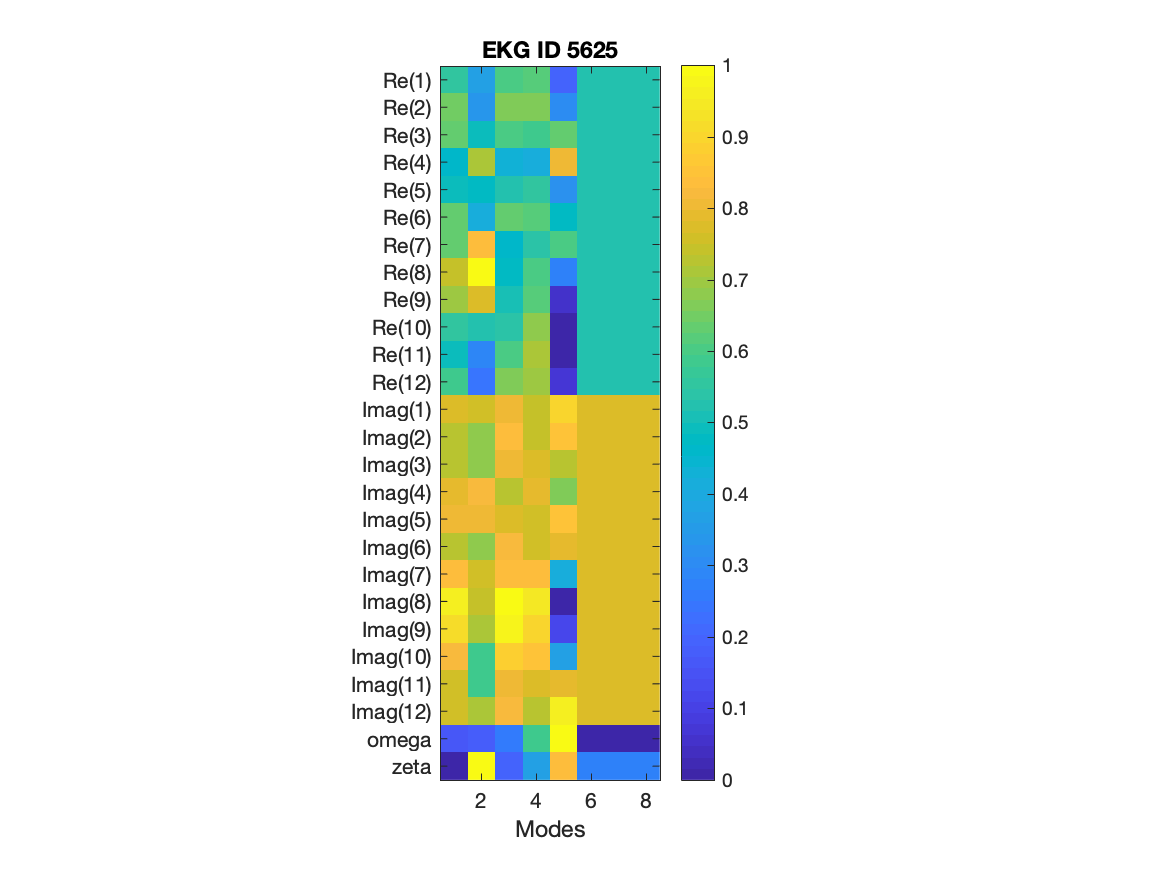 EKG ID 5625
Re(1)
Re(2)
Re(3)
Re(4)
Re(5)
Re(6)
Re(7)
Re(8)
Re(9)
Re(10)
Re(11)
Re(12)
Imag(1)
Imag(2)
Imag(3)
Imag(4)
Imag(5)
Imag(6)
Imag(7)
Imag(8)
Imag(9)
Imag(10)
Imag(11)
Imag(12)
omega
zeta
2 4 6 8
Modes
1
0.9
0.8
0.7
0.6
0.5
0.4
0.3
0.2
0.1
0